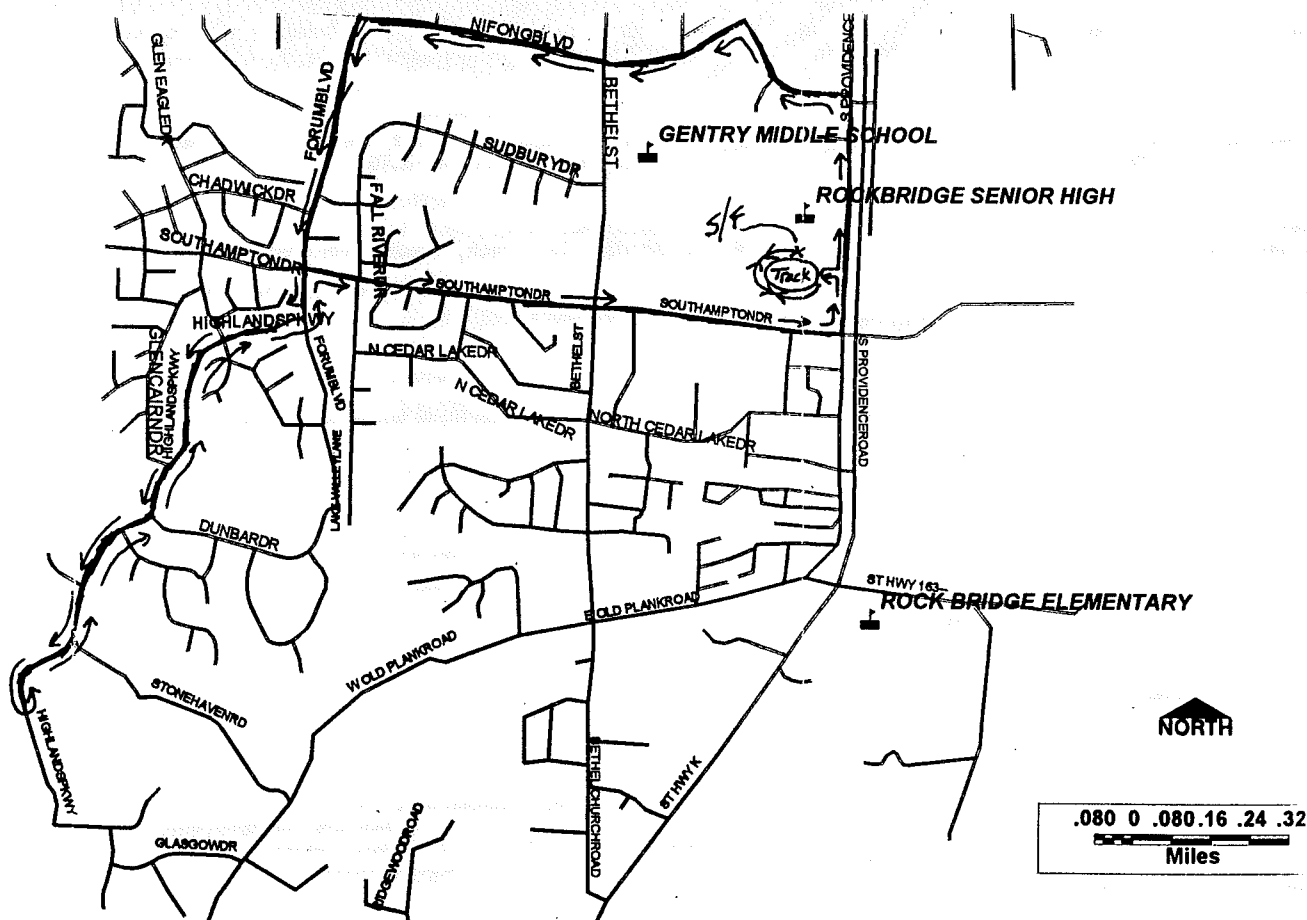 NIFONGBLVD
GLEN EAGLEDR
FORUMBLVD
BETHELST
S PROVIDENCE
GENTRY MIDDLE SCHOOL
SUDBURYDR
CHADWICKDR
FALL RIVERDR
ROCKBRIDGE SENIOR HIGH
S/F
Track
SOUTHAMPTONDR
SOUTHAMPTONDR
SOUTHAMPTONDR
HIGHLANDSPKWY
GLENCAIRNDR
HIGHLANDSPKWY
FORUMBLVD
N CEDAR LAKEDR
BETHELST
S PROVIDENCEROAD
N CEDAR LAKEDR
NORTH CEDAR LAKEDR
DUNBARDR
ST HWY 163
ROCK BRIDGE ELEMENTARY
E OLD PLANKROAD
W OLD PLANKROAD
STONEHAVENRD
HIGHLANDSPKWY
NORTH
BETHELCHURCHROAD
ST HWY K
GLASGOWDR
.080 0 .080.16 .24 .32
Miles